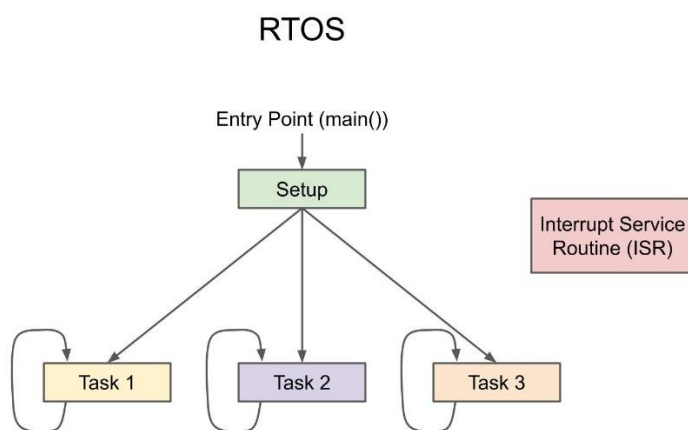 RTOS
Entry Point (main())
Setup
Interrupt Service
Routine (ISR)
Task 1
Task 2
Task 3